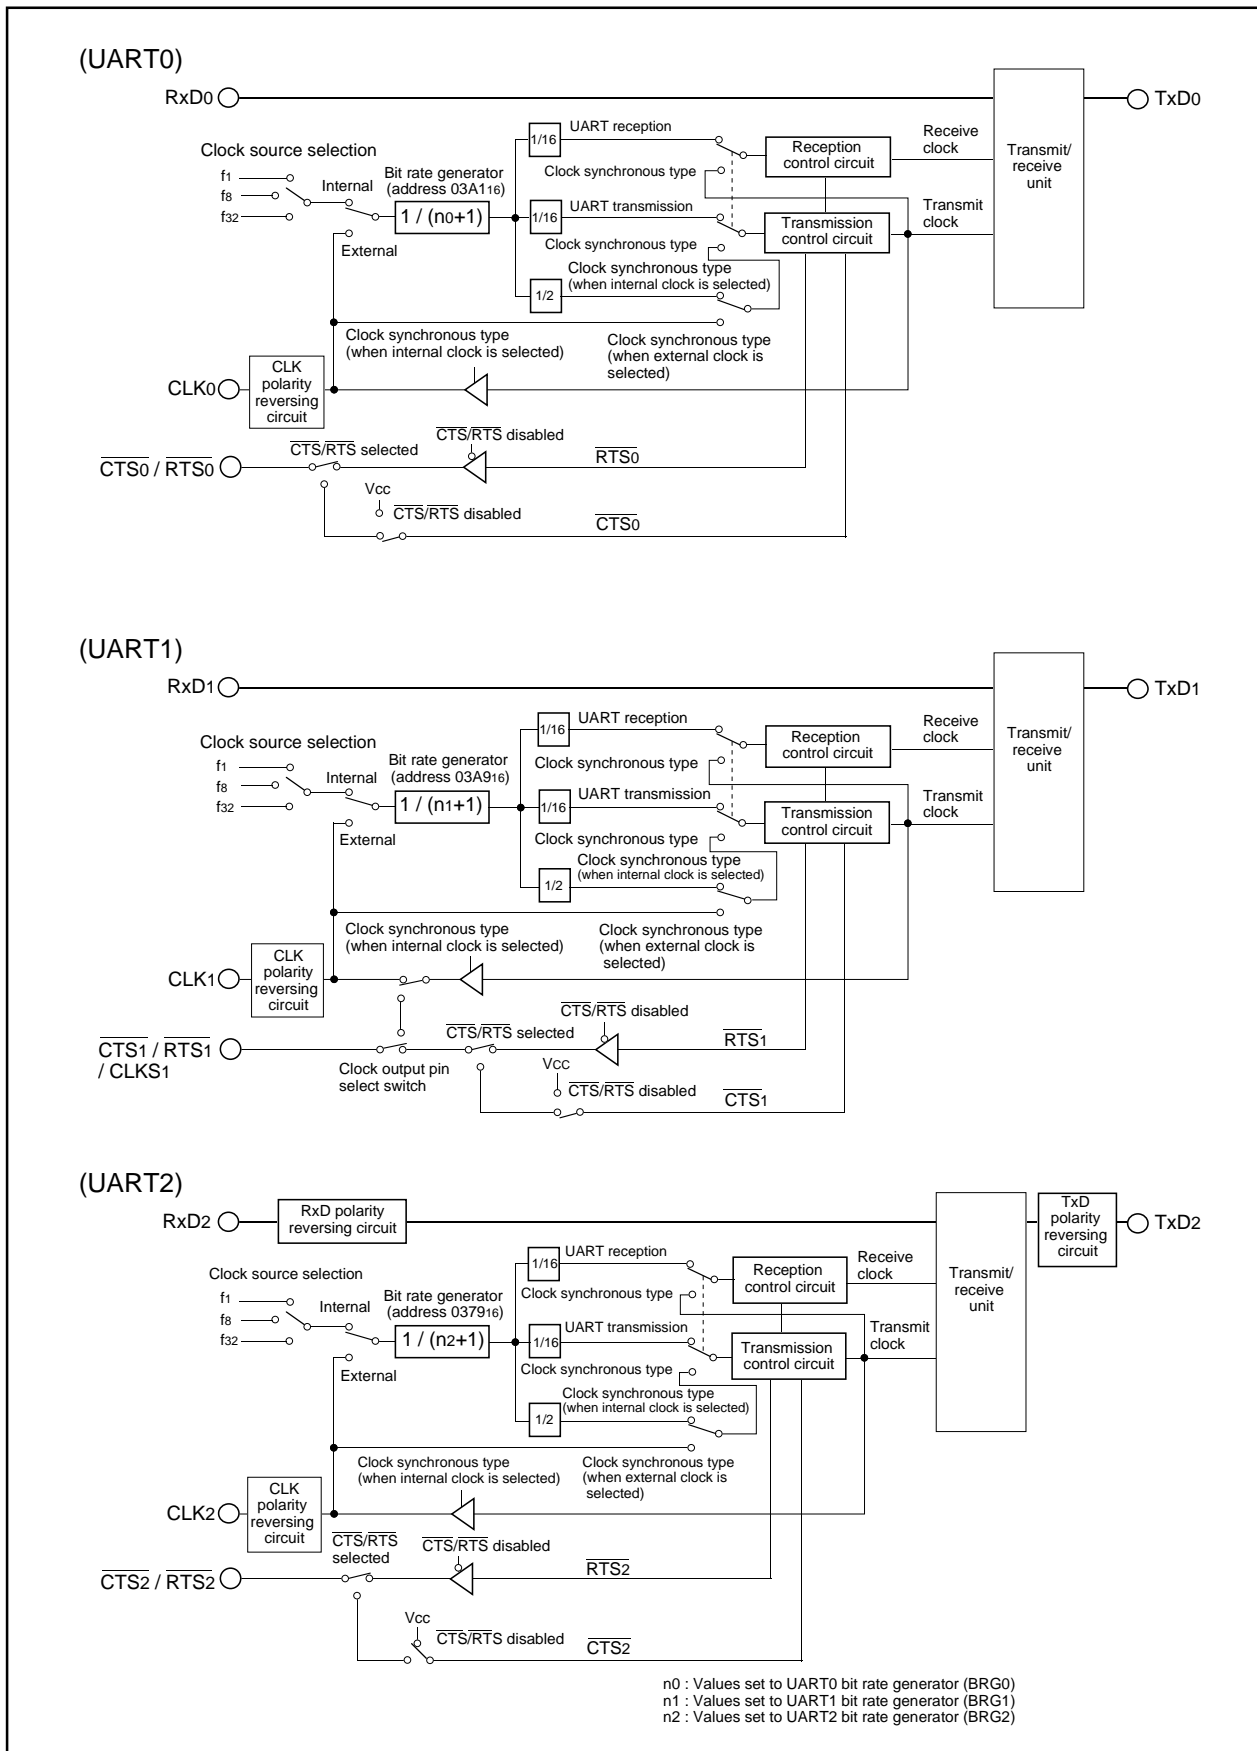 (UART0)
RxD0
TxD0
Clock source selection
f1
f8
f32
Internal
External
Bit rate generator
(address 03A116)
1 / (n0+1)
1/16
UART reception
Clock synchronous type
1/16
UART transmission
Clock synchronous type
Clock synchronous type
(when internal clock is selected)
1/2
Reception
control circuit
Transmission
control circuit
Receive
clock
Transmit
clock
Transmit/
receive
unit
Clock synchronous type
(when internal clock is selected)
Clock synchronous type
(when external clock is
selected)
CLK0
CLK
polarity
reversing
circuit
CTS0 / RTS0
CTS/RTS selected
CTS/RTS disabled
RTS0
Vcc
CTS/RTS disabled
CTS0
(UART1)
RxD1
TxD1
Clock source selection
f1
f8
f32
Internal
External
Bit rate generator
(address 03A916)
1 / (n1+1)
1/16
UART reception
Clock synchronous type
1/16
UART transmission
Clock synchronous type
Clock synchronous type
(when internal clock is selected)
1/2
Reception
control circuit
Transmission
control circuit
Receive
clock
Transmit
clock
Transmit/
receive
unit
Clock synchronous type
(when internal clock is selected)
Clock synchronous type
(when external clock is
selected)
CLK1
CLK
polarity
reversing
circuit
CTS1 / RTS1
/ CLKS1
Clock output pin
select switch
CTS/RTS selected
CTS/RTS disabled
RTS1
VCC
CTS/RTS disabled
CTS1
(UART2)
RxD2
RxD polarity
reversing circuit
TxD
polarity
reversing
circuit
TxD2
Clock source selection
f1
f8
f32
Internal
External
Bit rate generator
(address 037916)
1 / (n2+1)
1/16
UART reception
Clock synchronous type
1/16
UART transmission
Clock synchronous type
Clock synchronous type
(when internal clock is selected)
1/2
Reception
control circuit
Transmission
control circuit
Receive
clock
Transmit
clock
Transmit/
receive
unit
Clock synchronous type
(when internal clock is selected)
Clock synchronous type
(when external clock is
selected)
CLK2
CLK
polarity
reversing
circuit
CTS2 / RTS2
CTS/RTS
selected
CTS/RTS disabled
RTS2
Vcc
CTS/RTS disabled
CTS2
n0 : Values set to UART0 bit rate generator (BRG0)
n1 : Values set to UART1 bit rate generator (BRG1)
n2 : Values set to UART2 bit rate generator (BRG2)